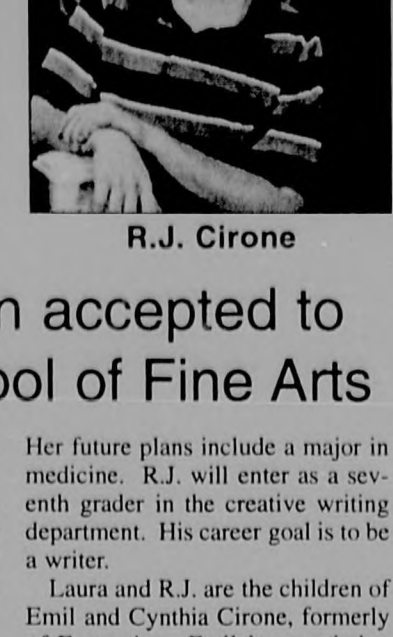 R.J. Cirone
accepted to
of Fine Arts
Her future plans include a major in
medicine. R.J. will enter as a sev-
enth grader in the creative writing
department. His career goal is to be
a writer.
Laura and R.J. are the children of
Emil and Cynthia Cirone, formerly